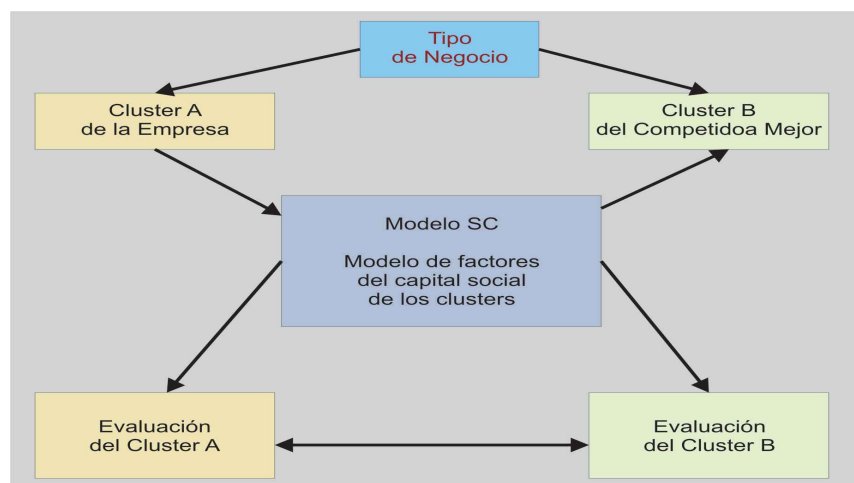 Tipo
de Negocio
Cluster A
de la Empresa
Cluster B
del Competidoa Mejor
Modelo SC
Modelo de factores
del capital social
de los clusters
Evaluación
del Cluster A
Evaluación
del Cluster B